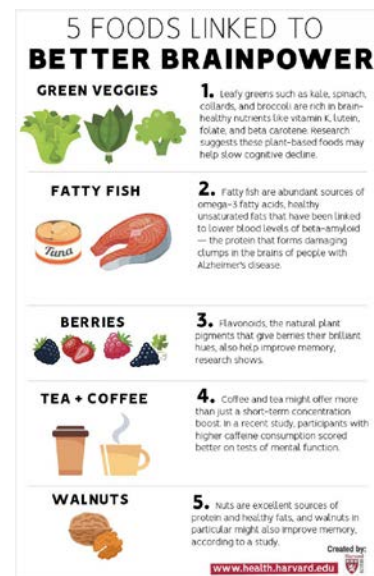 5 FOODS LINKED TO
BETTER BRAINPOWER
GREEN VEGGIES
1. Leafy greens such as kale, spinach,
collards, and broccoli are rich in brain-
healthy nutrients like vitamin K, lutein,
folate, and beta carotene. Research
suggests these plant-based foods may
help slow cognitive decline.
FATTY FISH
Tuna
2. Fatty fish are abundant sources of
omega-3 fatty acids, healthy
unsaturated fats that have been linked
to lower blood levels of beta-amyloid
— the protein that forms damaging
clumps in the brains of people with
Alzheimer's disease.
BERRIES
3. Flavonoids, the natural plant
pigments that give berries their brilliant
hues, also help improve memory,
research shows.
TEA + COFFEE
4. Coffee and tea might offer more
than just a short-term concentration
boost. In a recent study, participants with
higher caffeine consumption scored
better on tests of mental function.
WALNUTS
5. Nuts are excellent sources of
protein and healthy fats, and walnuts in
particular might also improve memory,
according to a study.
Created by:
www.health.harvard.edu